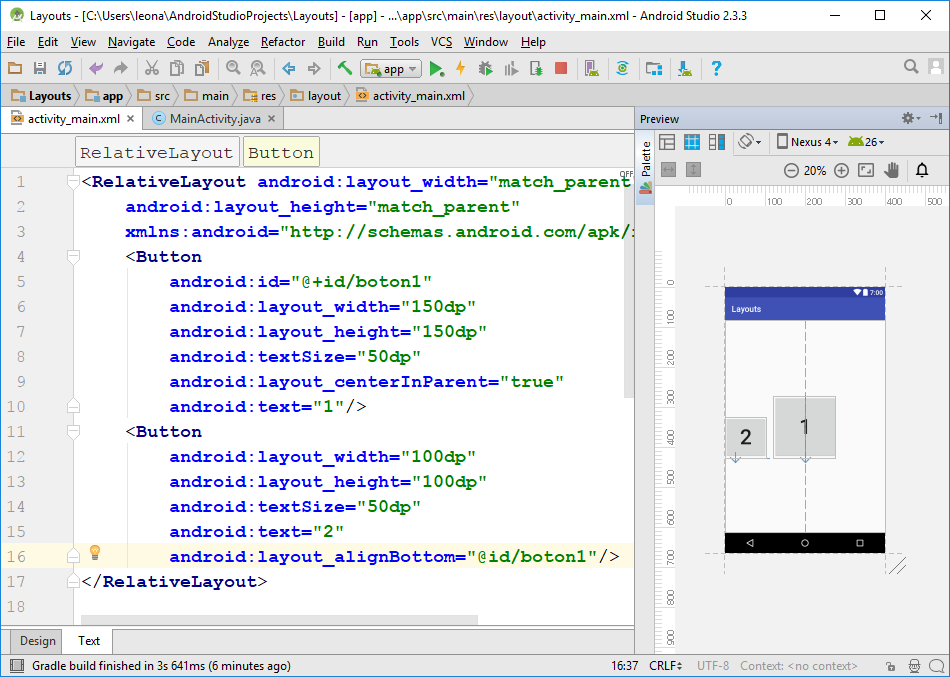 Layouts - [C:\Users\leona\AndroidStudioProjects\Layouts] - [app] - ...\app\src\main\res\layout\activity_main.xml - Android Studio 2.3.3
File Edit View Navigate Code Analyze Refactor Build Run Tools VCS Window Help
app
Layouts app src main res layout activity_main.xml
activity_main.xml MainActivity.java
Preview
Palette
Nexus 4 26
20%
RelativeLayout Button
OFF
1 <RelativeLayout android:layout_width="match_parent
2 android:layout_height="match_parent"
3 xmlns:android="http://schemas.android.com/apk/
4 <Button
5 android:id="@+id/boton1"
6 android:layout_width="150dp"
7 android:layout_height="150dp"
8 android:textSize="50dp"
9 android:layout_centerInParent="true"
10 android:text="1"/>
11 <Button
12 android:layout_width="100dp"
13 android:layout_height="100dp"
14 android:textSize="50dp"
15 android:text="2"
16 android:layout_alignBottom="@id/boton1"/>
17 </RelativeLayout>
18
0 100 200 300 400 500
0
100
200
300
400
500
600
700
800
900
7:00
Layouts
2 1
Design Text
Gradle build finished in 3s 641ms (6 minutes ago) 16:37 CRLF UTF-8 Context: <no context>